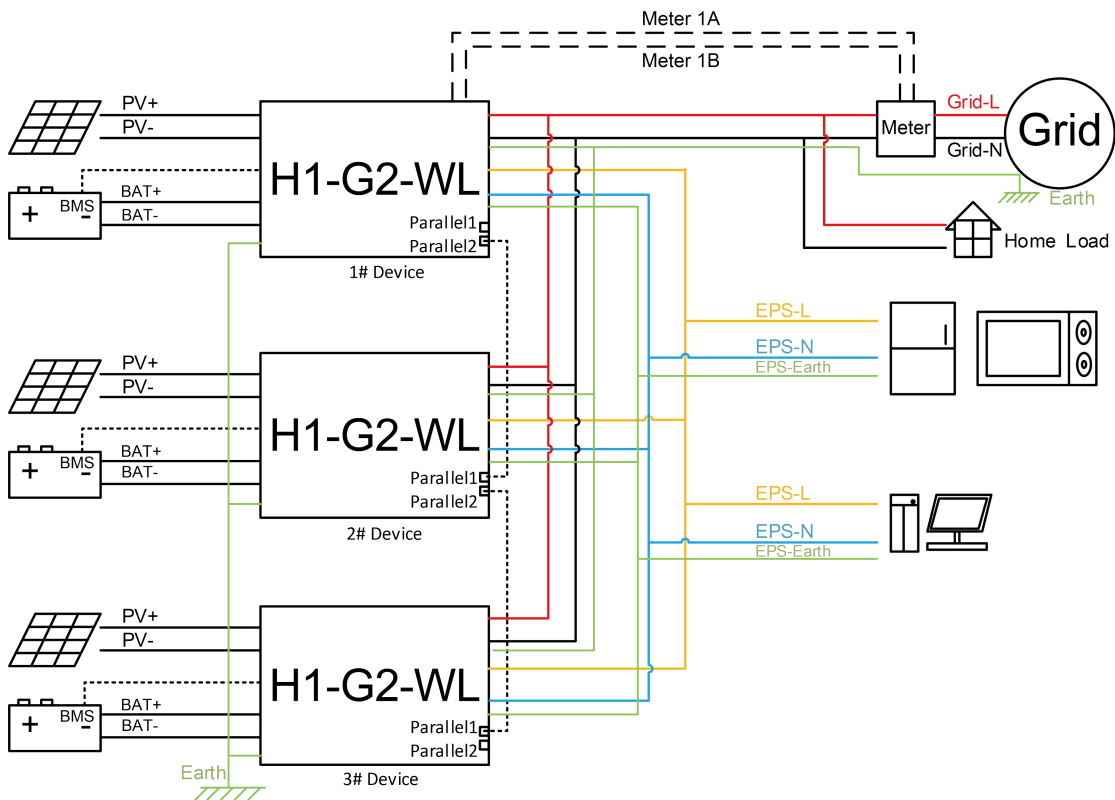 Meter 1A
Meter 1B
PV+
PV-
BMS
+
-
BAT+
BAT-
H1-G2-WL
Parallel1
Parallel2
1# Device
Meter
Grid-L
Grid-N
Grid
Earth
Home Load
PV+
PV-
BMS
+
-
BAT+
BAT-
H1-G2-WL
Parallel1
Parallel2
2# Device
EPS-L
EPS-N
EPS-Earth
EPS-L
EPS-N
EPS-Earth
PV+
PV-
BMS
+
-
BAT+
BAT-
H1-G2-WL
Parallel1
Parallel2
3# Device
Earth